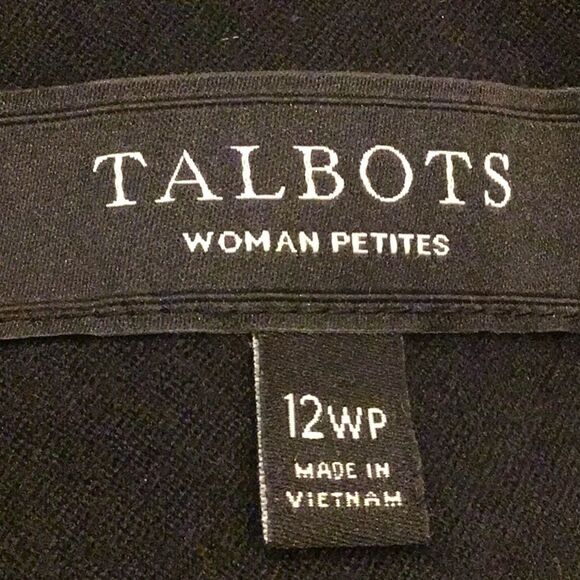 TALBOTS
WOMAN PETITES
12WP
MADE IN
VIETNAM